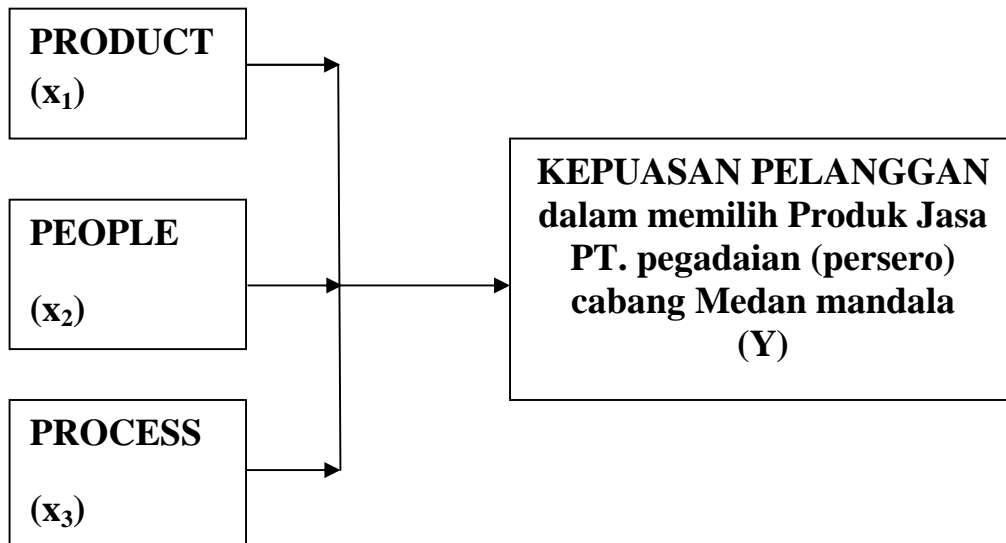 PRODUCT
(x₁)
PEOPLE
(x₂)
PROCESS
(x₃)
KEPUASAN PELANGGAN
dalam memilih Produk Jasa
PT. pegadaian (persero)
cabang Medan mandala
(Y)